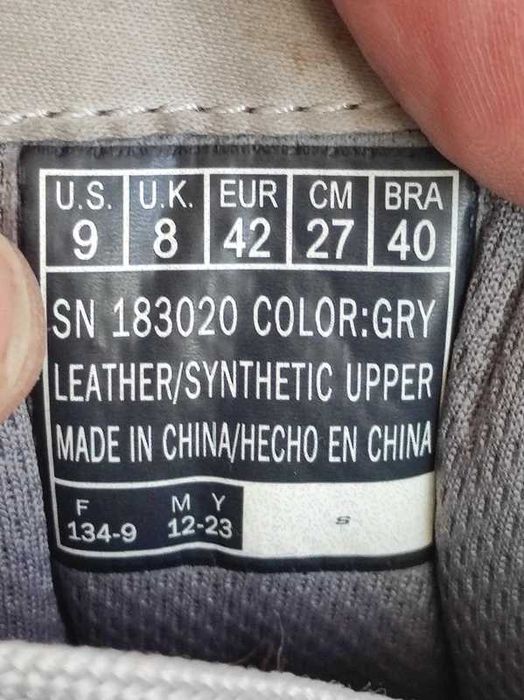 U.S. U.K. EUR CM BRA
9 8 42 27 40
SN 183020 COLOR:GRY
LEATHER/SYNTHETIC UPPER
MADE IN CHINA/HECHO EN CHINA
F M Y
134-9 12-23
S